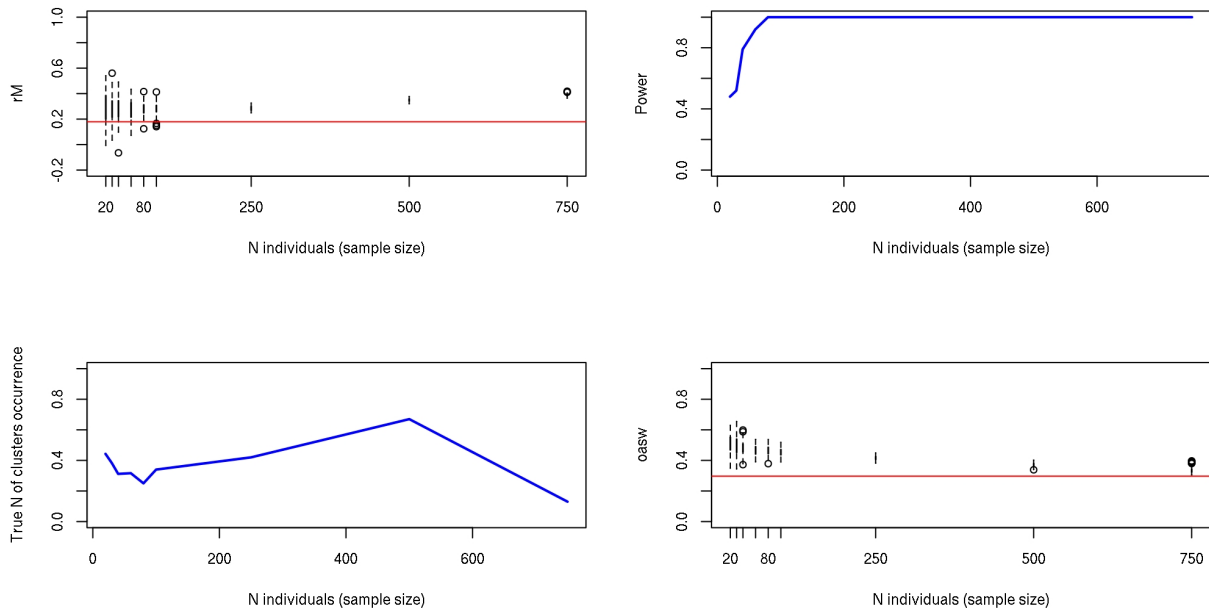 rM
1.0
0.6
0.2
-0.2
20 80 250 500 750
N individuals (sample size)
Power
0.8
0.4
0.0
0 200 400 600
N individuals (sample size)
True N of clusters occurrence
0.8
0.4
0.0
0 200 400 600
N individuals (sample size)
oasw
0.8
0.4
0.0
20 80 250 500 750
N individuals (sample size)